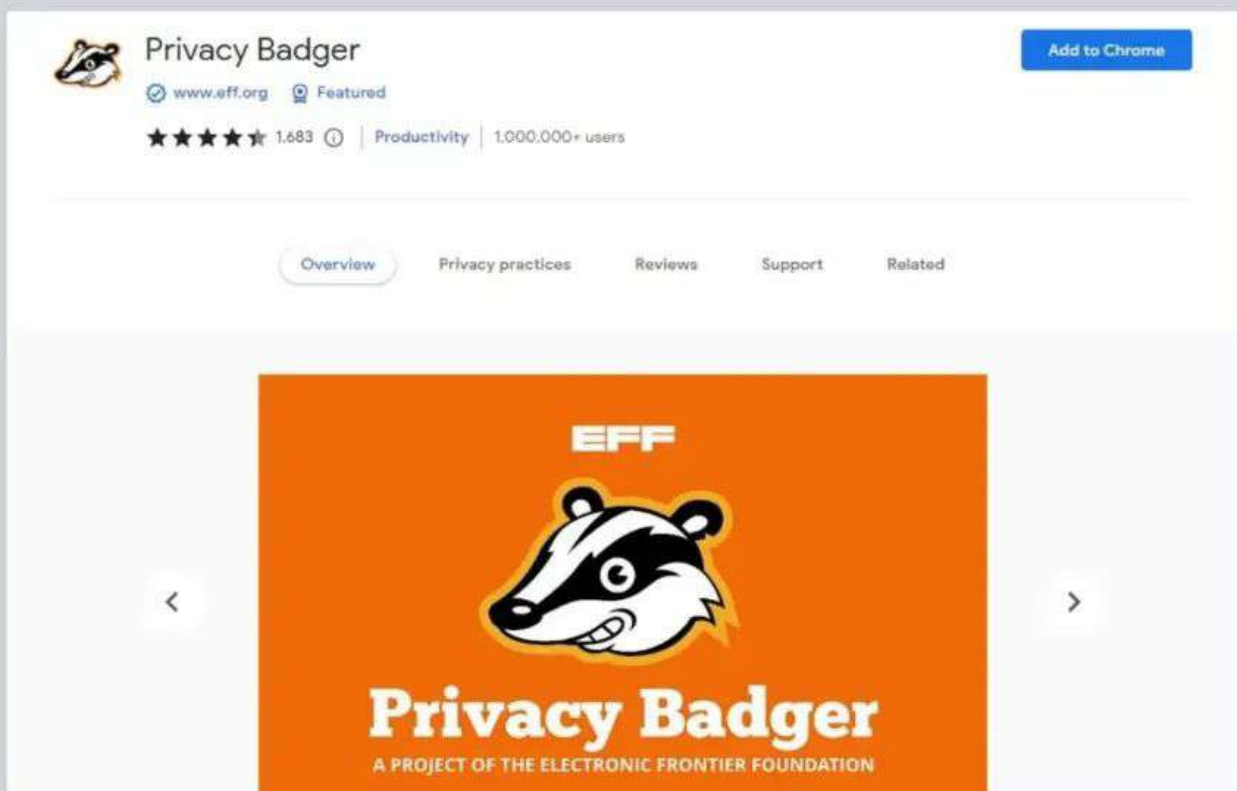 Privacy Badger
Add to Chrome
www.eff.org Featured
1,683 Productivity 1,000,000+ users
Overview Privacy practices Reviews Support Related
EFF
Privacy Badger
A PROJECT OF THE ELECTRONIC FRONTIER FOUNDATION